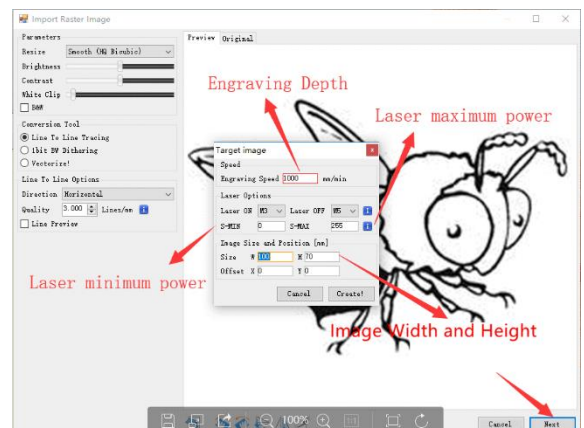 Import Raster Image
Parameters
Resize Smooth (HQ Bicubic)
Brightness
Contrast
White Clip
B&W
Conversion Tool
Line To Line Tracing
1bit BW Dithering
Vectorize!
Line To Line Options
Direction Horizontal
Quality 3.000 Lines/mm
Line Preview
Preview Original
Engraving Depth
Laser maximum power
Target image
Speed
Engraving Speed 1000 mm/min
Laser Options
Laser ON M3 Laser OFF M5
S-MIN 0 S-MAX 255
Image Size and Position [mm]
Size W 100 H 70
Offset X 0 Y 0
Cancel Create!
Laser minimum power
Image Width and Height
100%
Cancel Next